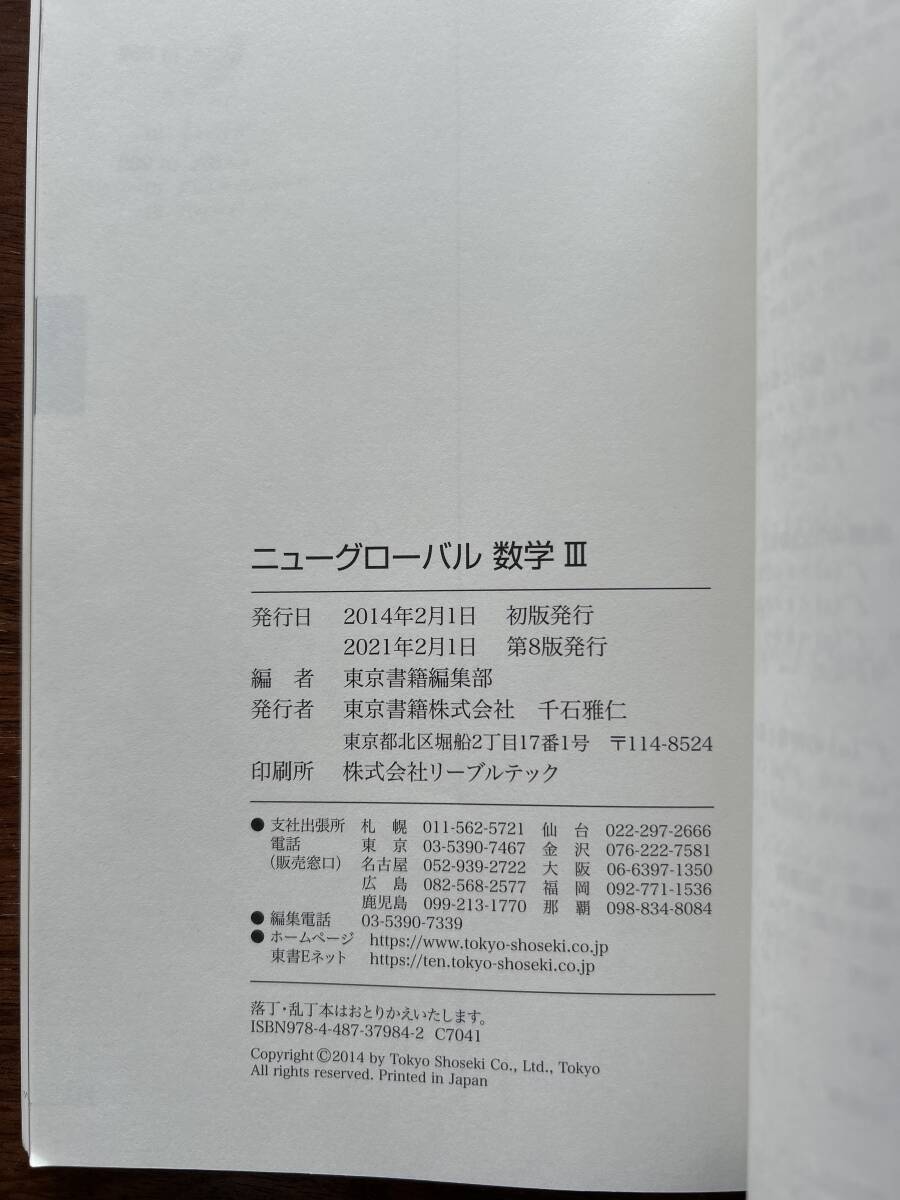 ニューグローバル 数学 Ⅲ
発行日 2014年2月1日 初版発行
2021年2月1日 第8版発行
編 者 東京書籍編集部
発行者 東京書籍株式会社 千石雅仁
東京都北区堀船2丁目17番1号 〒114-8524
印刷所 株式会社リーブルテック
● 支社出張所 札 幌 011-562-5721 仙 台 022-297-2666
電話 東 京 03-5390-7467 金 沢 076-222-7581
(販売窓口) 名古屋 052-939-2722 大 阪 06-6397-1350
広 島 082-568-2577 福 岡 092-771-1536
鹿児島 099-213-1770 那 覇 098-834-8084
● 編集電話 03-5390-7339
● ホームページ https://www.tokyo-shoseki.co.jp
東書Eネット https://ten.tokyo-shoseki.co.jp
落丁・乱丁本はおとりかえいたします。
ISBN978-4-487-37984-2 C7041
Copyright ©2014 by Tokyo Shoseki Co., Ltd., Tokyo
All rights reserved. Printed in Japan